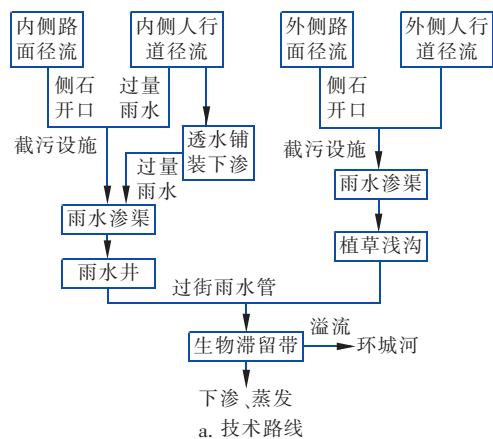 内侧路
面径流
内侧人行
道径流
外侧路
面径流
外侧人行
道径流
侧石
开口
过量
雨水
侧石
开口
截污设施
透水铺
装下渗
截污设施
过量
雨水
雨水渗渠
雨水渗渠
雨水井
植草浅沟
过街雨水管
生物滞留带
溢流
环城河
下渗、蒸发
a. 技术路线